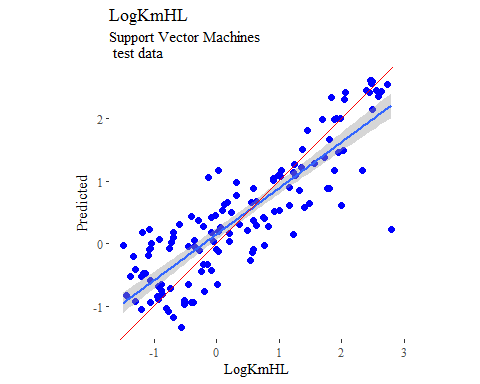 LogKmHL
Support Vector Machines
test data
Predicted
2
1
0
-1
-1
0
1
2
3
LogKmHL